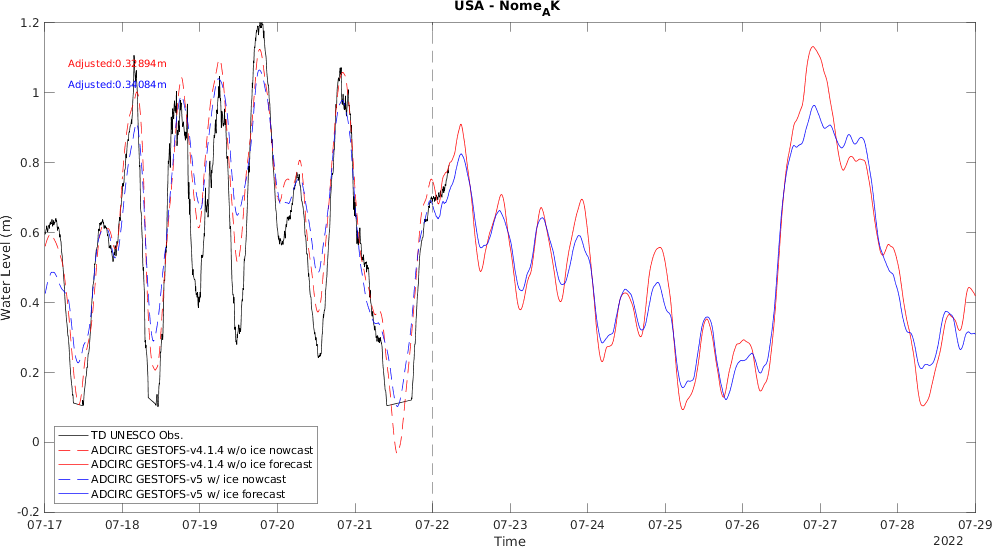 USA - Nome_AK
Adjusted:0.32894m
Adjusted:0.34084m
Water Level (m)
1.2
1
0.8
0.6
0.4
0.2
0
-0.2
TD UNESCO Obs.
ADCIRC GESTOFS-v4.1.4 w/o ice nowcast
ADCIRC GESTOFS-v4.1.4 w/o ice forecast
ADCIRC GESTOFS-v5 w/ ice nowcast
ADCIRC GESTOFS-v5 w/ ice forecast
07-17 07-18 07-19 07-20 07-21 07-22 07-23 07-24 07-25 07-26 07-27 07-28 07-29
Time
2022